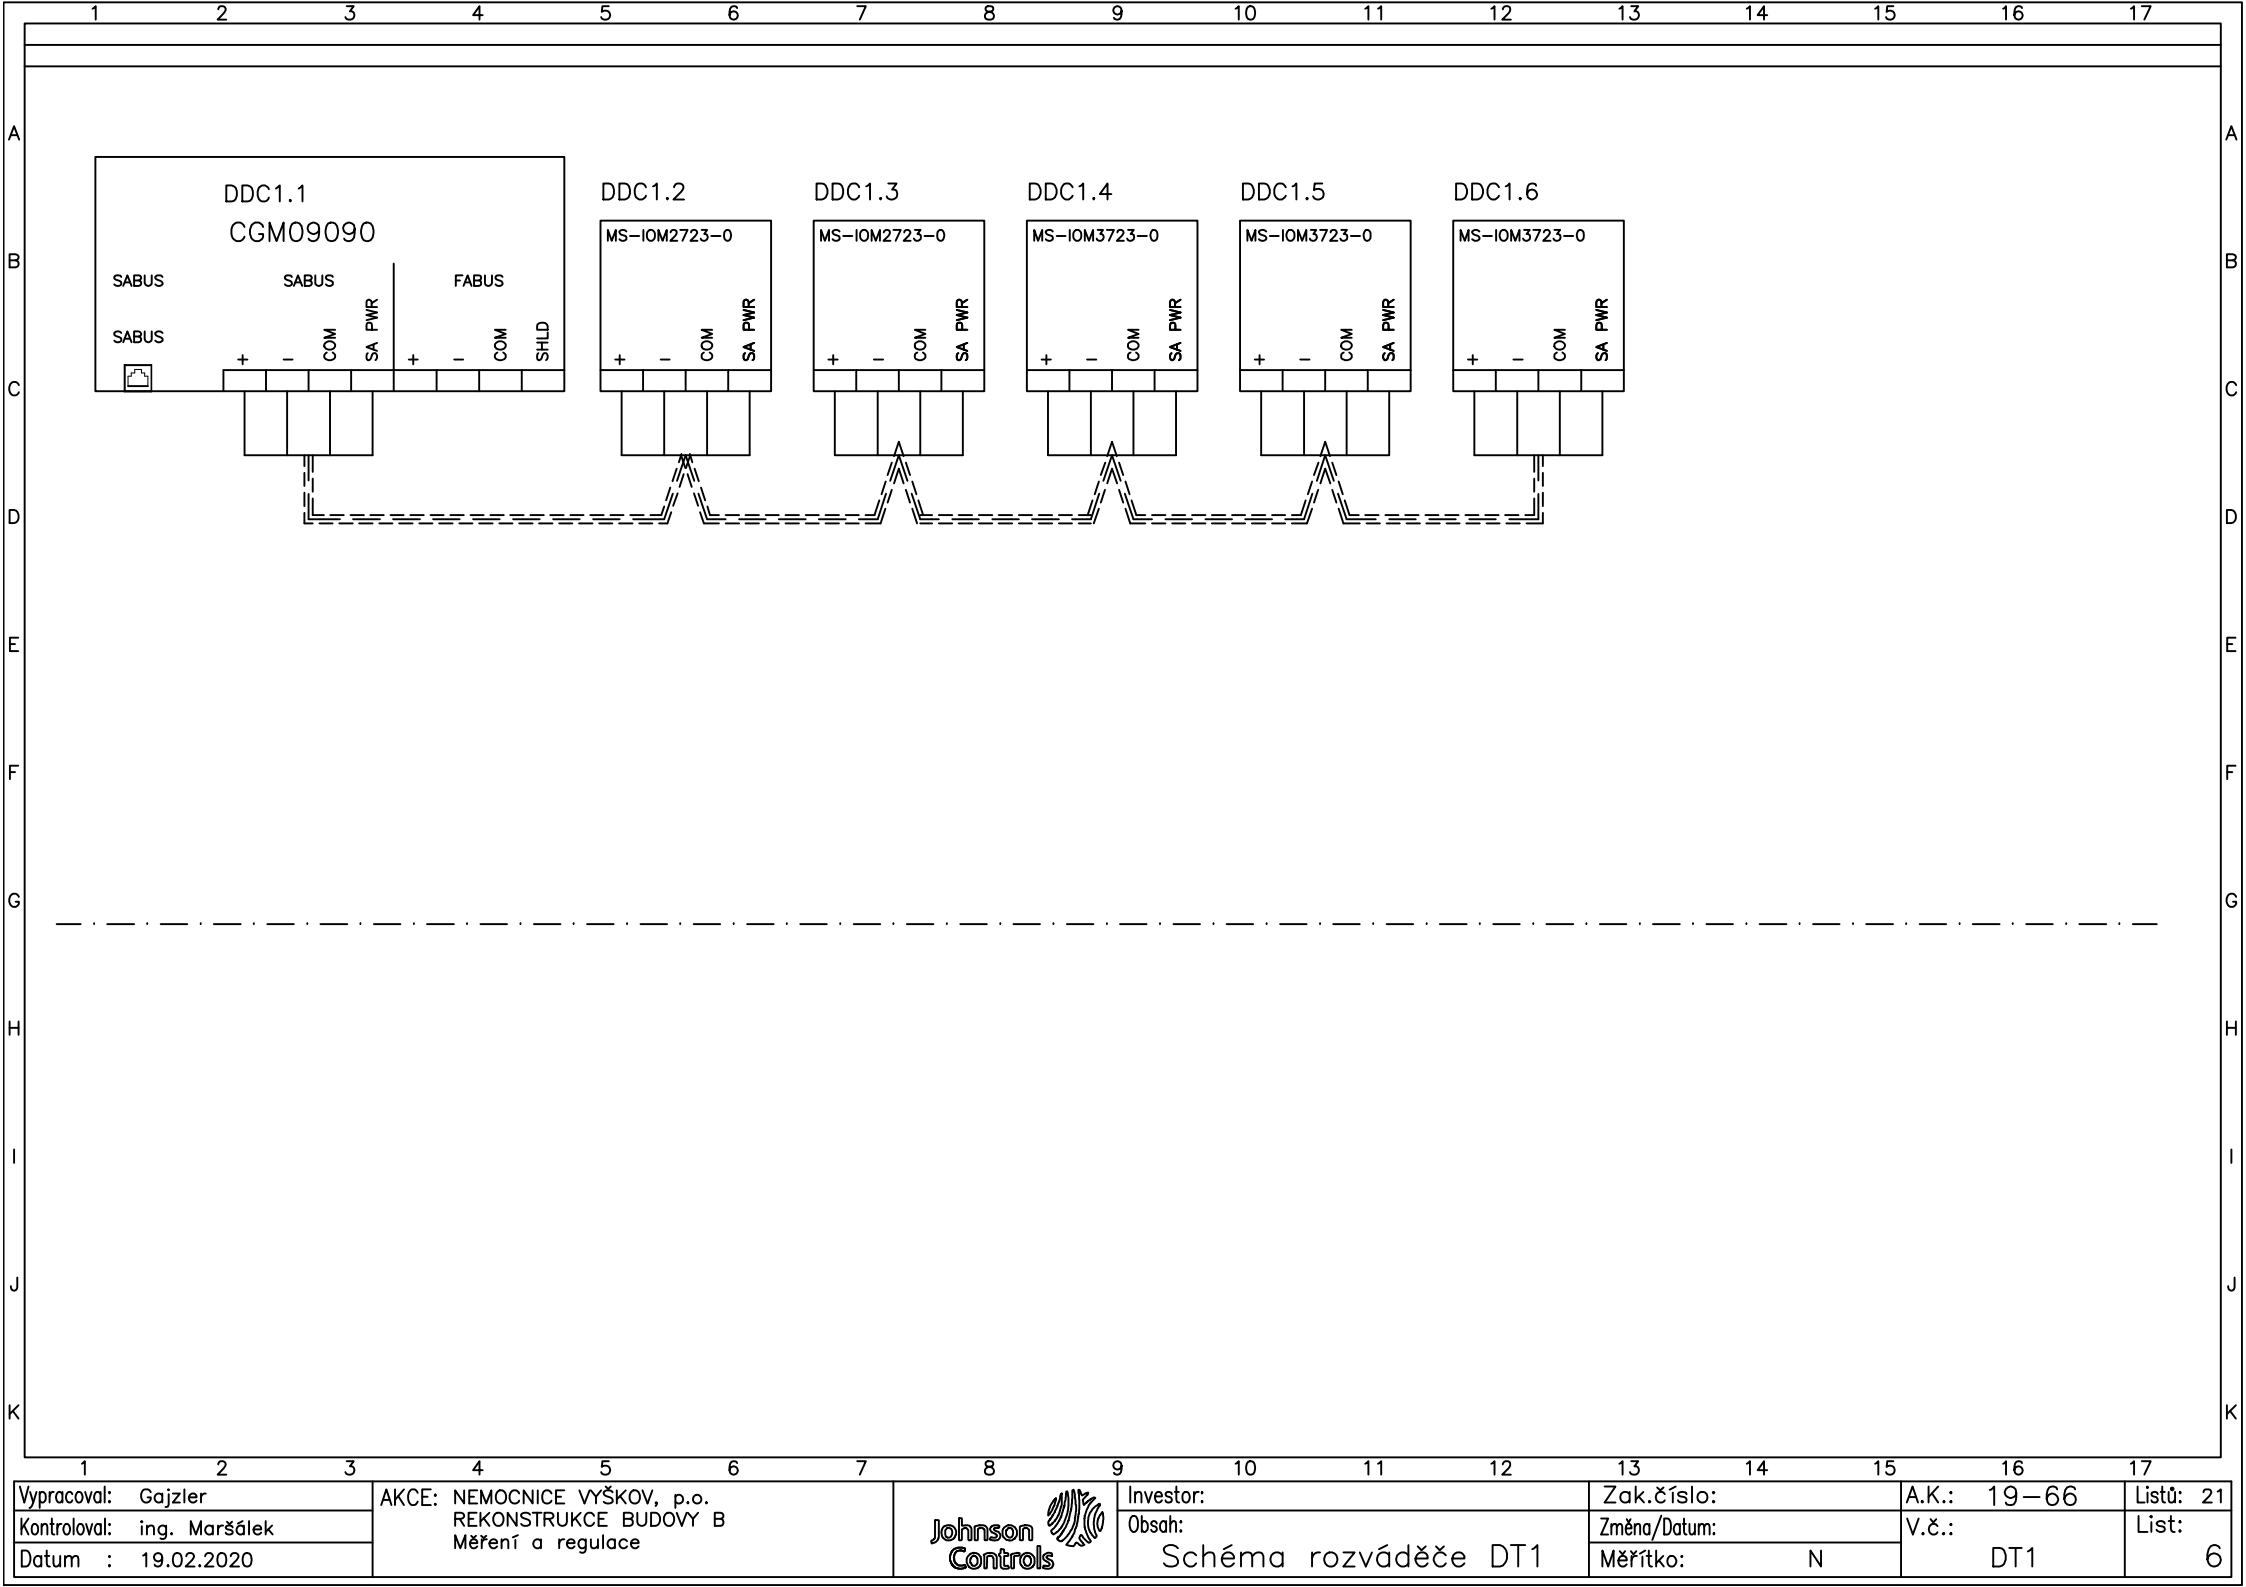 1 2 3 4 5 6 7 8 9 10 11 12 13 14 15 16 17
A A
DDC1.1 DDC1.2 DDC1.3 DDC1.4 DDC1.5 DDC1.6
CGM09090 MS-IOM2723-0 MS-IOM2723-0 MS-IOM3723-0 MS-IOM3723-0 MS-IOM3723-0
B B
SABUS SABUS FABUS
SABUS
+ - COM SA PWR + - COM SHLD + - COM SA PWR + - COM SA PWR + - COM SA PWR + - COM SA PWR + - COM SA PWR
C C
D D
E E
F F
G G
H H
I I
J J
K K
1 2 3 4 5 6 7 8 9 10 11 12 13 14 15 16 17
Vypracoval: Gajzler
Kontroloval: ing. Maršálek
Datum : 19.02.2020
AKCE: NEMOCNICE VYŠKOV, p.o.
REKONSTRUKCE BUDOVY B
Měření a regulace
Johnson
Controls
Investor:
Obsah:
Schéma rozváděče DT1
Zak.číslo:
Změna/Datum:
Měřítko: N
A.K.: 19-66
V.č.:
DT1
Listů: 21
List:
6